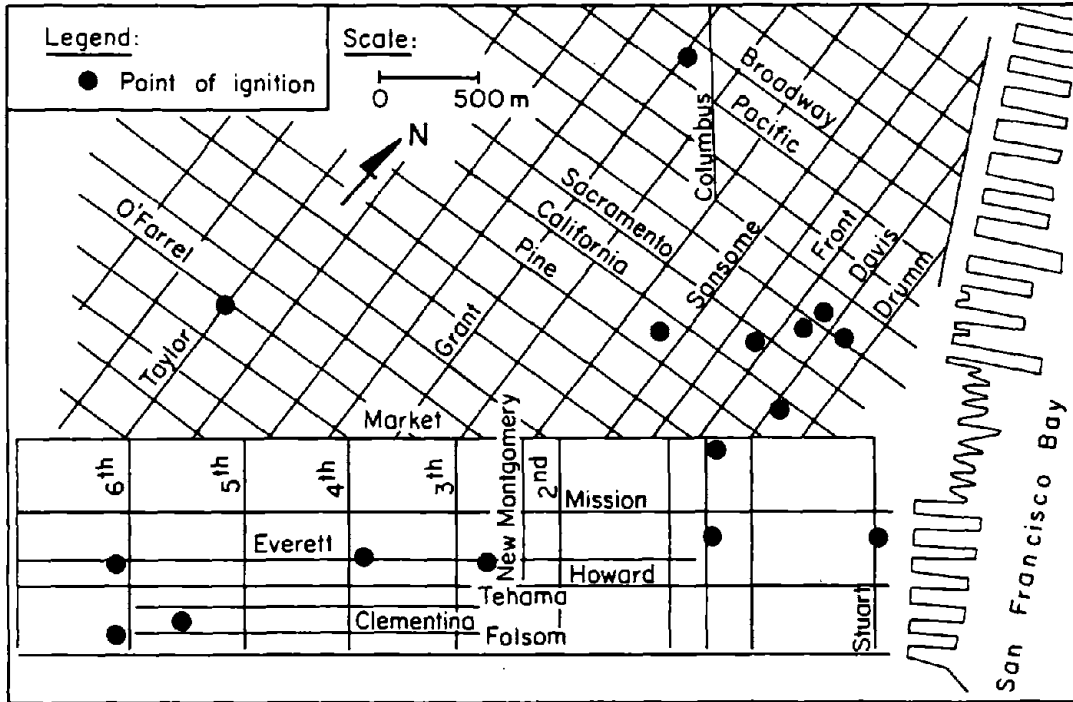 Legend:
Point of ignition
Scale:
0 500 m
N
Broadway
Pacific
Columbus
Sacramento
California
Pine
Sansome
Front
Davis
Drumm
O'Farrel
Taylor
Grant
Market
6th
5th
4th
3th
New Montgomery
2nd
Mission
Everett
Howard
Tehama
Clementina
Folsom
Stuart
San Francisco Bay